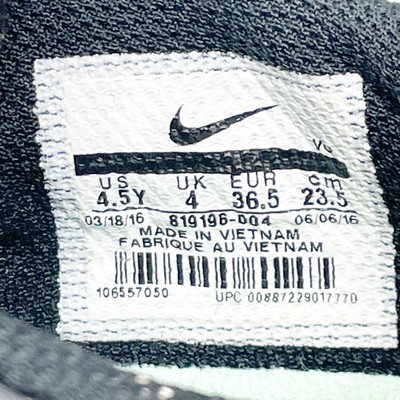 VG
US UK EUR cm
4.5Y 4 36.5 23.5
03/18/16 819196-004 06/06/16
MADE IN VIETNAM
FABRIQUE AU VIETNAM
106557050 UPC 00887229017770